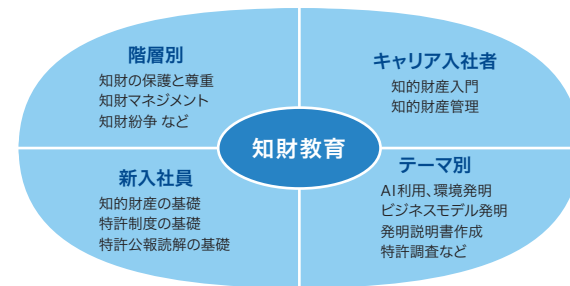 階層別
知財の保護と尊重
知財マネジメント
知財紛争 など
キャリア入社者
知的財産入門
知的財産管理
知財教育
新入社員
知的財産の基礎
特許制度の基礎
特許公報読解の基礎
テーマ別
AI利用、環境発明
ビジネスモデル発明
発明説明書作成
特許調査など